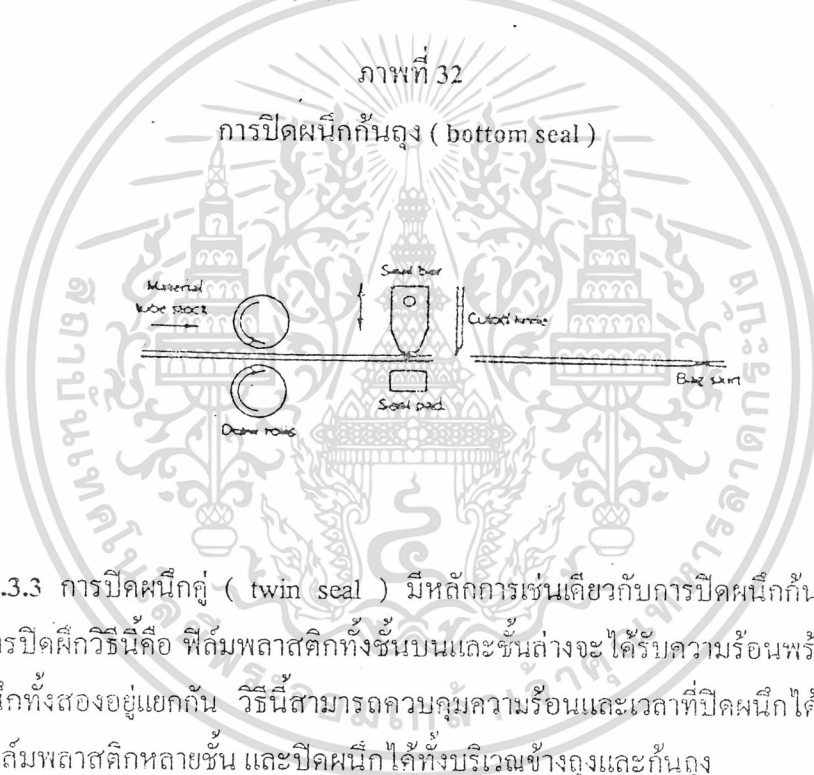 ภาพที่ 32
การปิดผนึกก้นถุง ( bottom seal )
Material
tube stock
Seal bar
Cutoff knife
Seal pad
Draw rolls
.3.3 การปิดผนึกคู่ ( twin seal ) มีหลักการเช่นเดียวกับการปิดผนึกก้น
ารปิดผึกวิธีนี้คือ ฟิล์มพลาสติกทั้งชั้นบนและชั้นล่างจะได้รับความร้อนพร้
นึกทั้งสองอยู่แยกกัน วิธีนี้สามารถควบคุมความร้อนและเวลาที่ปิดผนึกได้
ล์มพลาสติกหลายชั้น และปิดผนึกได้ทั้งบริเวณข้างถุงและก้นถุง